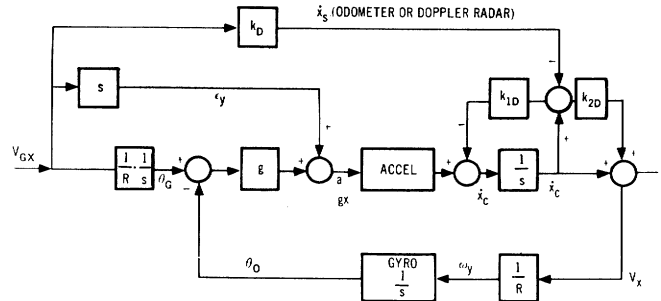 ẋs (ODOMETER OR DOPPLER RADAR)
kD
−
s
ϵy
k1D
k2D
−
+
+
+
VGX
1/R · 1/s
+
θG
−
g
+
a
gx
ACCEL
+
ẋc
1/s
ẋc
+
θO
GYRO
1/s
ωy
1/R
Vx